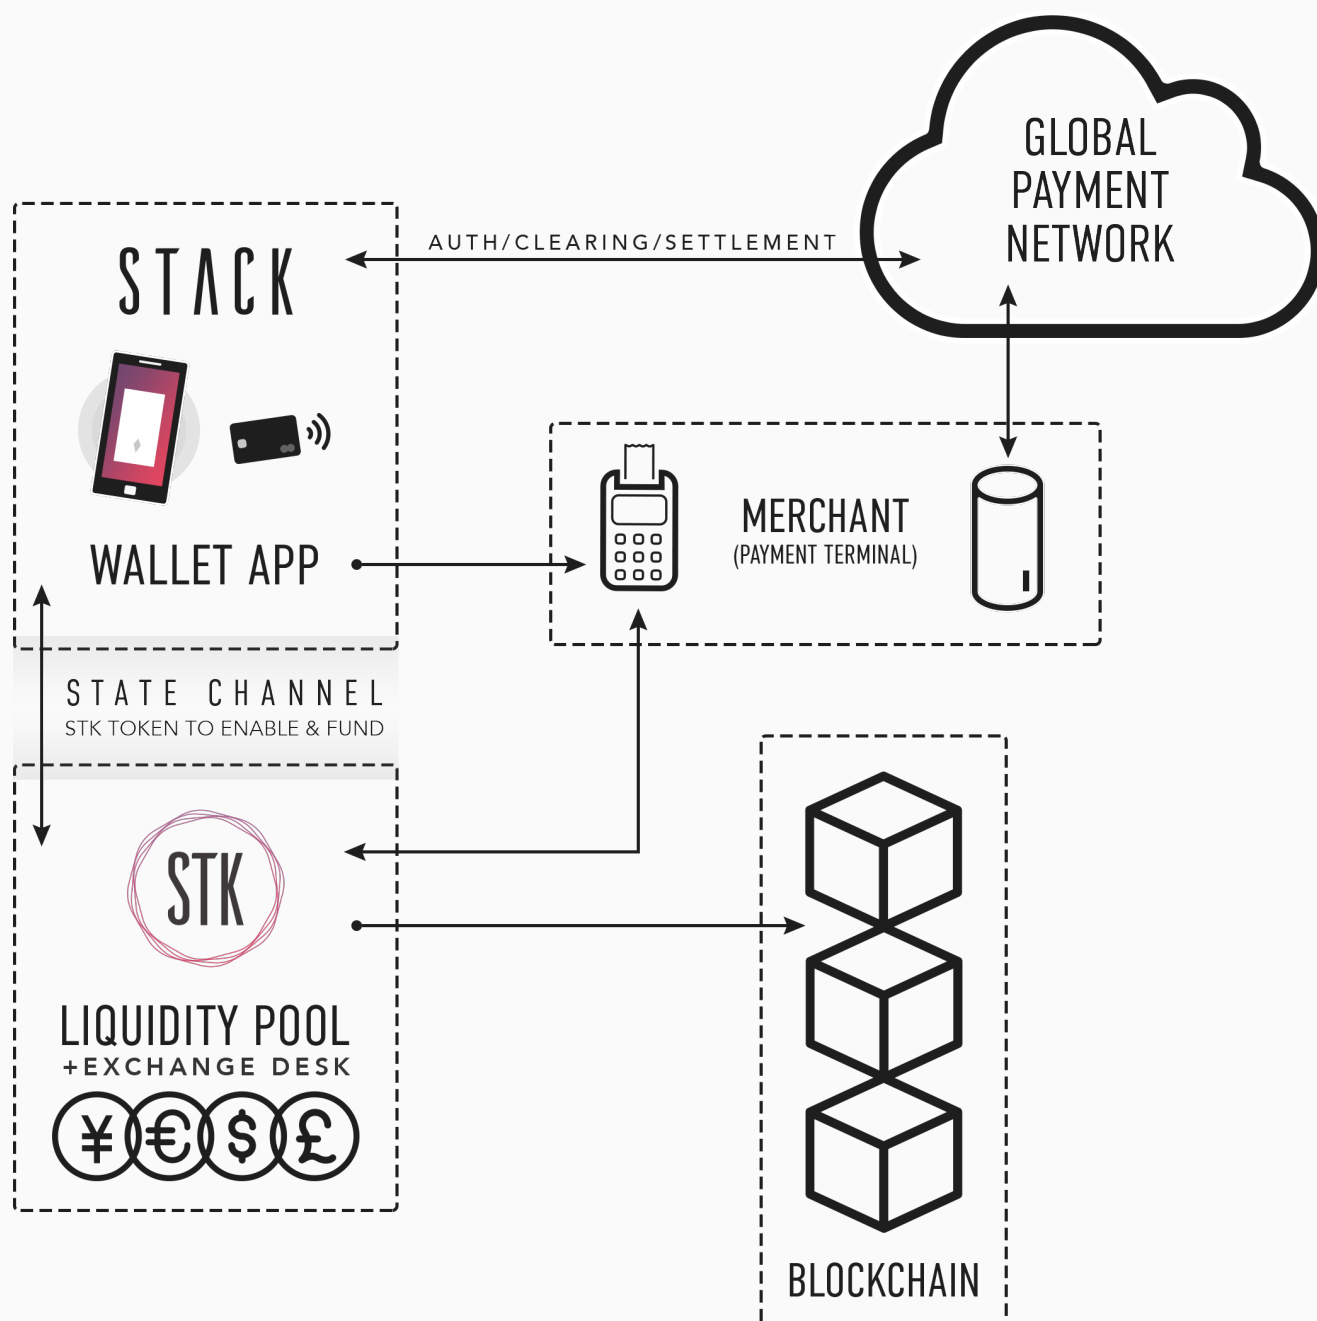 GLOBAL
PAYMENT
NETWORK
AUTH/CLEARING/SETTLEMENT
STACK
WALLET APP
MERCHANT
(PAYMENT TERMINAL)
STATE CHANNEL
STK TOKEN TO ENABLE & FUND
STK
LIQUIDITY POOL
+EXCHANGE DESK
¥ € $ £
BLOCKCHAIN